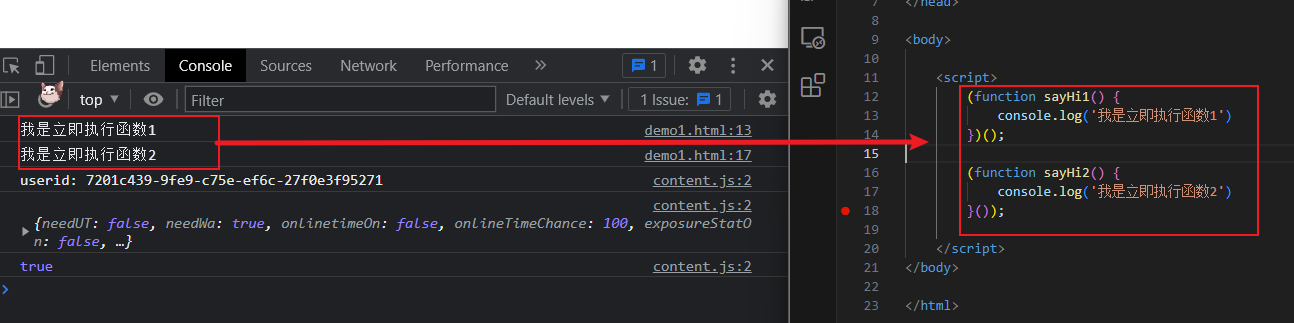 Elements Console Sources Network Performance 1
top Filter Default levels 1 Issue: 1
我是立即执行函数1 demo1.html:13
我是立即执行函数2 demo1.html:17
userid: 7201c439-9fe9-c75e-ef6c-27f0e3f95271 content.js:2
content.js:2
{needUT: false, needWa: true, onlinetimeOn: false, onlineTimeChance: 100, exposureStatO
n: false, …}
true content.js:2
7 </head>
8
9 <body>
10
11 <script>
12 (function sayHi1() {
13 console.log('我是立即执行函数1')
14 })();
15
16 (function sayHi2() {
17 console.log('我是立即执行函数2')
18 }());
19
20 </script>
21 </body>
22
23 </html>